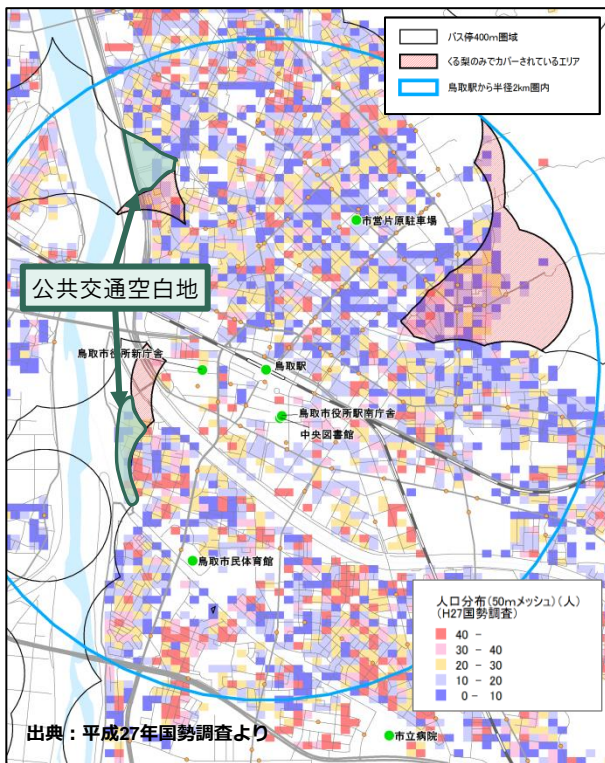 バス停400m圏域
くる梨のみでカバーされているエリア
鳥取駅から半径2km圏内
市営片原駐車場
公共交通空白地
鳥取市役所新庁舎
鳥取駅
鳥取市役所駅南庁舎
中央図書館
鳥取市民体育館
人口分布(50mメッシュ)(人)
(H27国勢調査)
40 -
30 - 40
20 - 30
10 - 20
0 - 10
出典：平成27年国勢調査より
市立病院